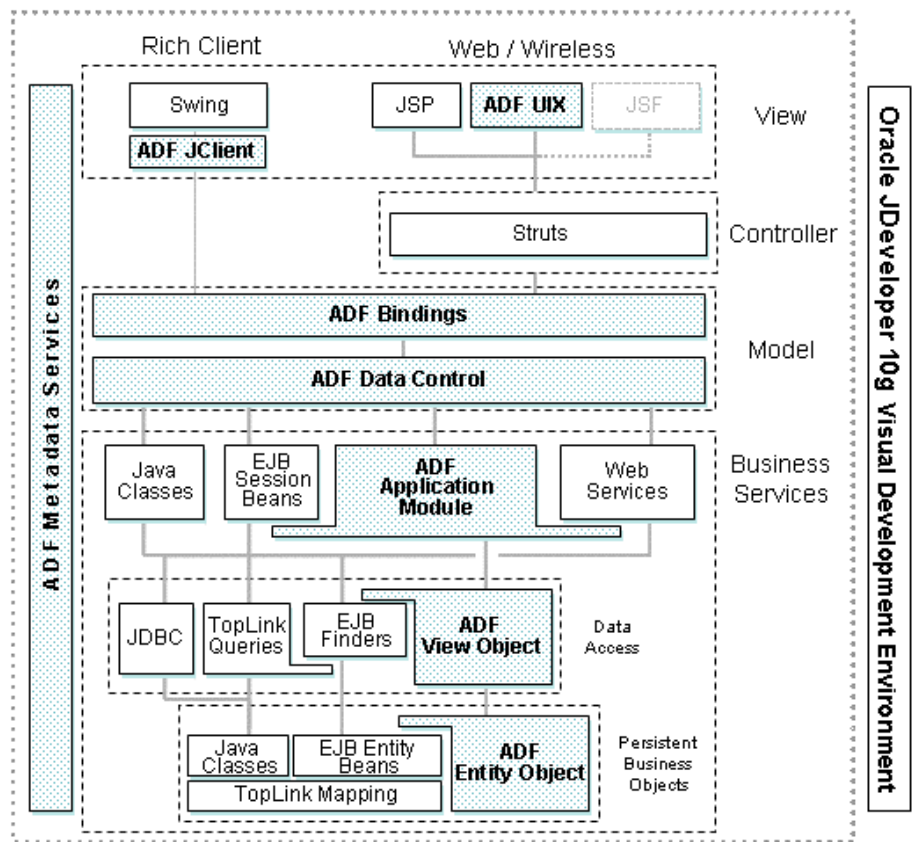 Rich Client
Web / Wireless
Swing
JSP
ADF UIX
JSF
View
ADF JClient
Struts
Controller
ADF Bindings
Model
ADF Data Control
Java
Classes
EJB
Session
Beans
ADF
Application
Module
Web
Services
Business
Services
JDBC
TopLink
Queries
EJB
Finders
ADF
View Object
Data
Access
Java
Classes
EJB Entity
Beans
ADF
Entity Object
TopLink Mapping
Persistent
Business
Objects
ADF Metadata Services
Oracle JDeveloper 10g Visual Development Environment